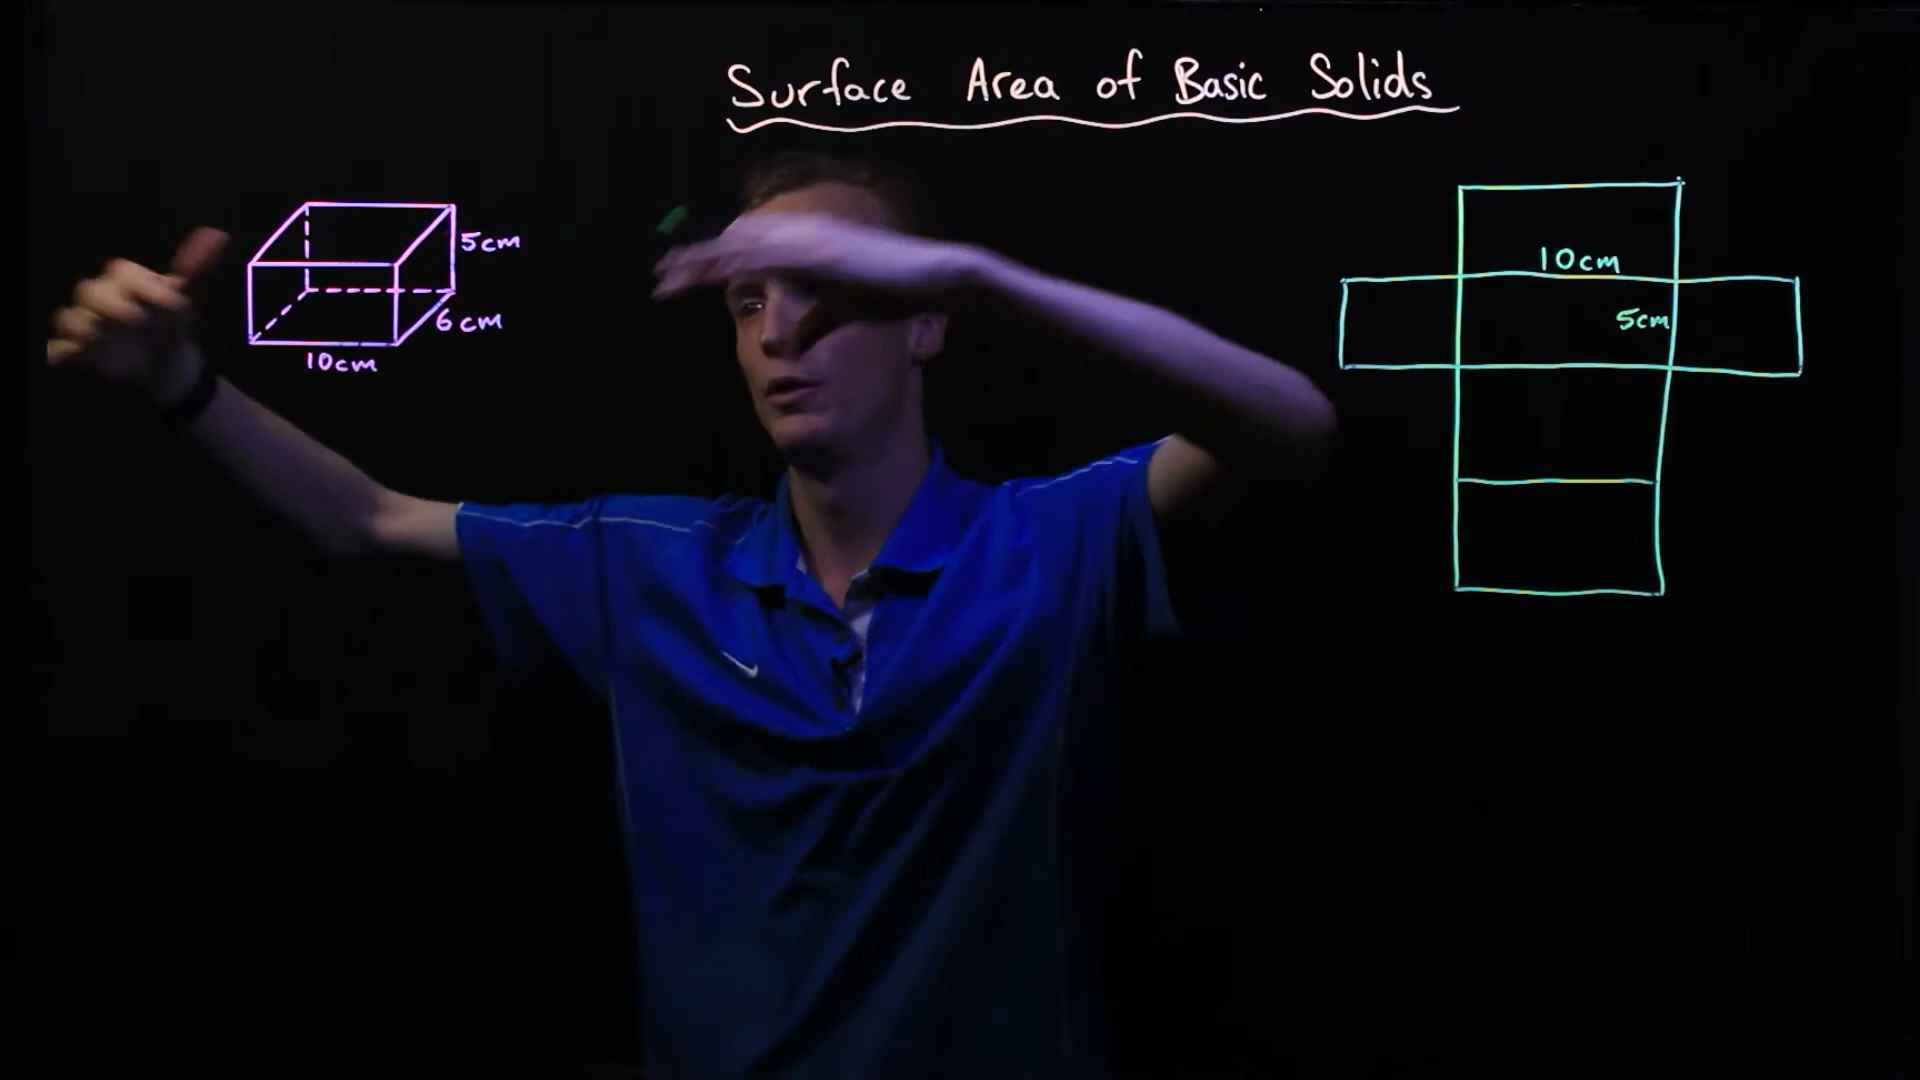 Surface Area of Basic Solids
5cm
6cm
10cm
10cm
5cm